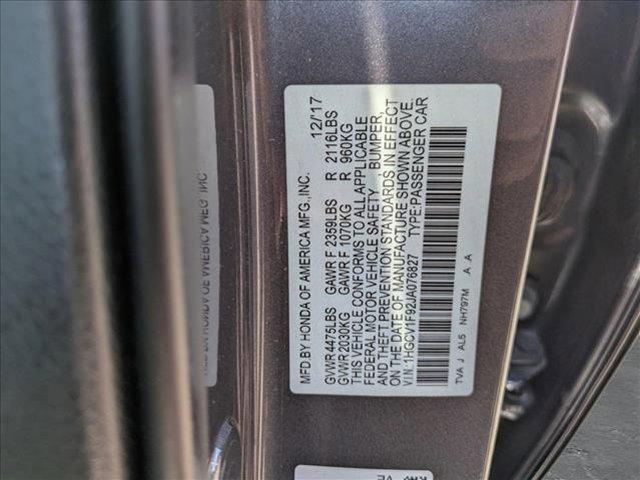 MFD.BY HONDA OF AMERICA MFG.,INC. 12/17
GVWR 4475LBS GAWR F 2359LBS R 2116LBS
GVWR 2030KG GAWR F 1070KG R 960KG
THIS VEHICLE CONFORMS TO ALL APPLICABLE
FEDERAL MOTOR VEHICLE SAFETY , BUMPER,
AND THEFT PREVENTION STANDARDS IN EFFECT
ON THE DATE OF MANUFACTURE SHOWN ABOVE.
VIN:1HGCV1F92JA076827 TYPE:PASSENGER CAR
TVA J AL5 NH797M A A